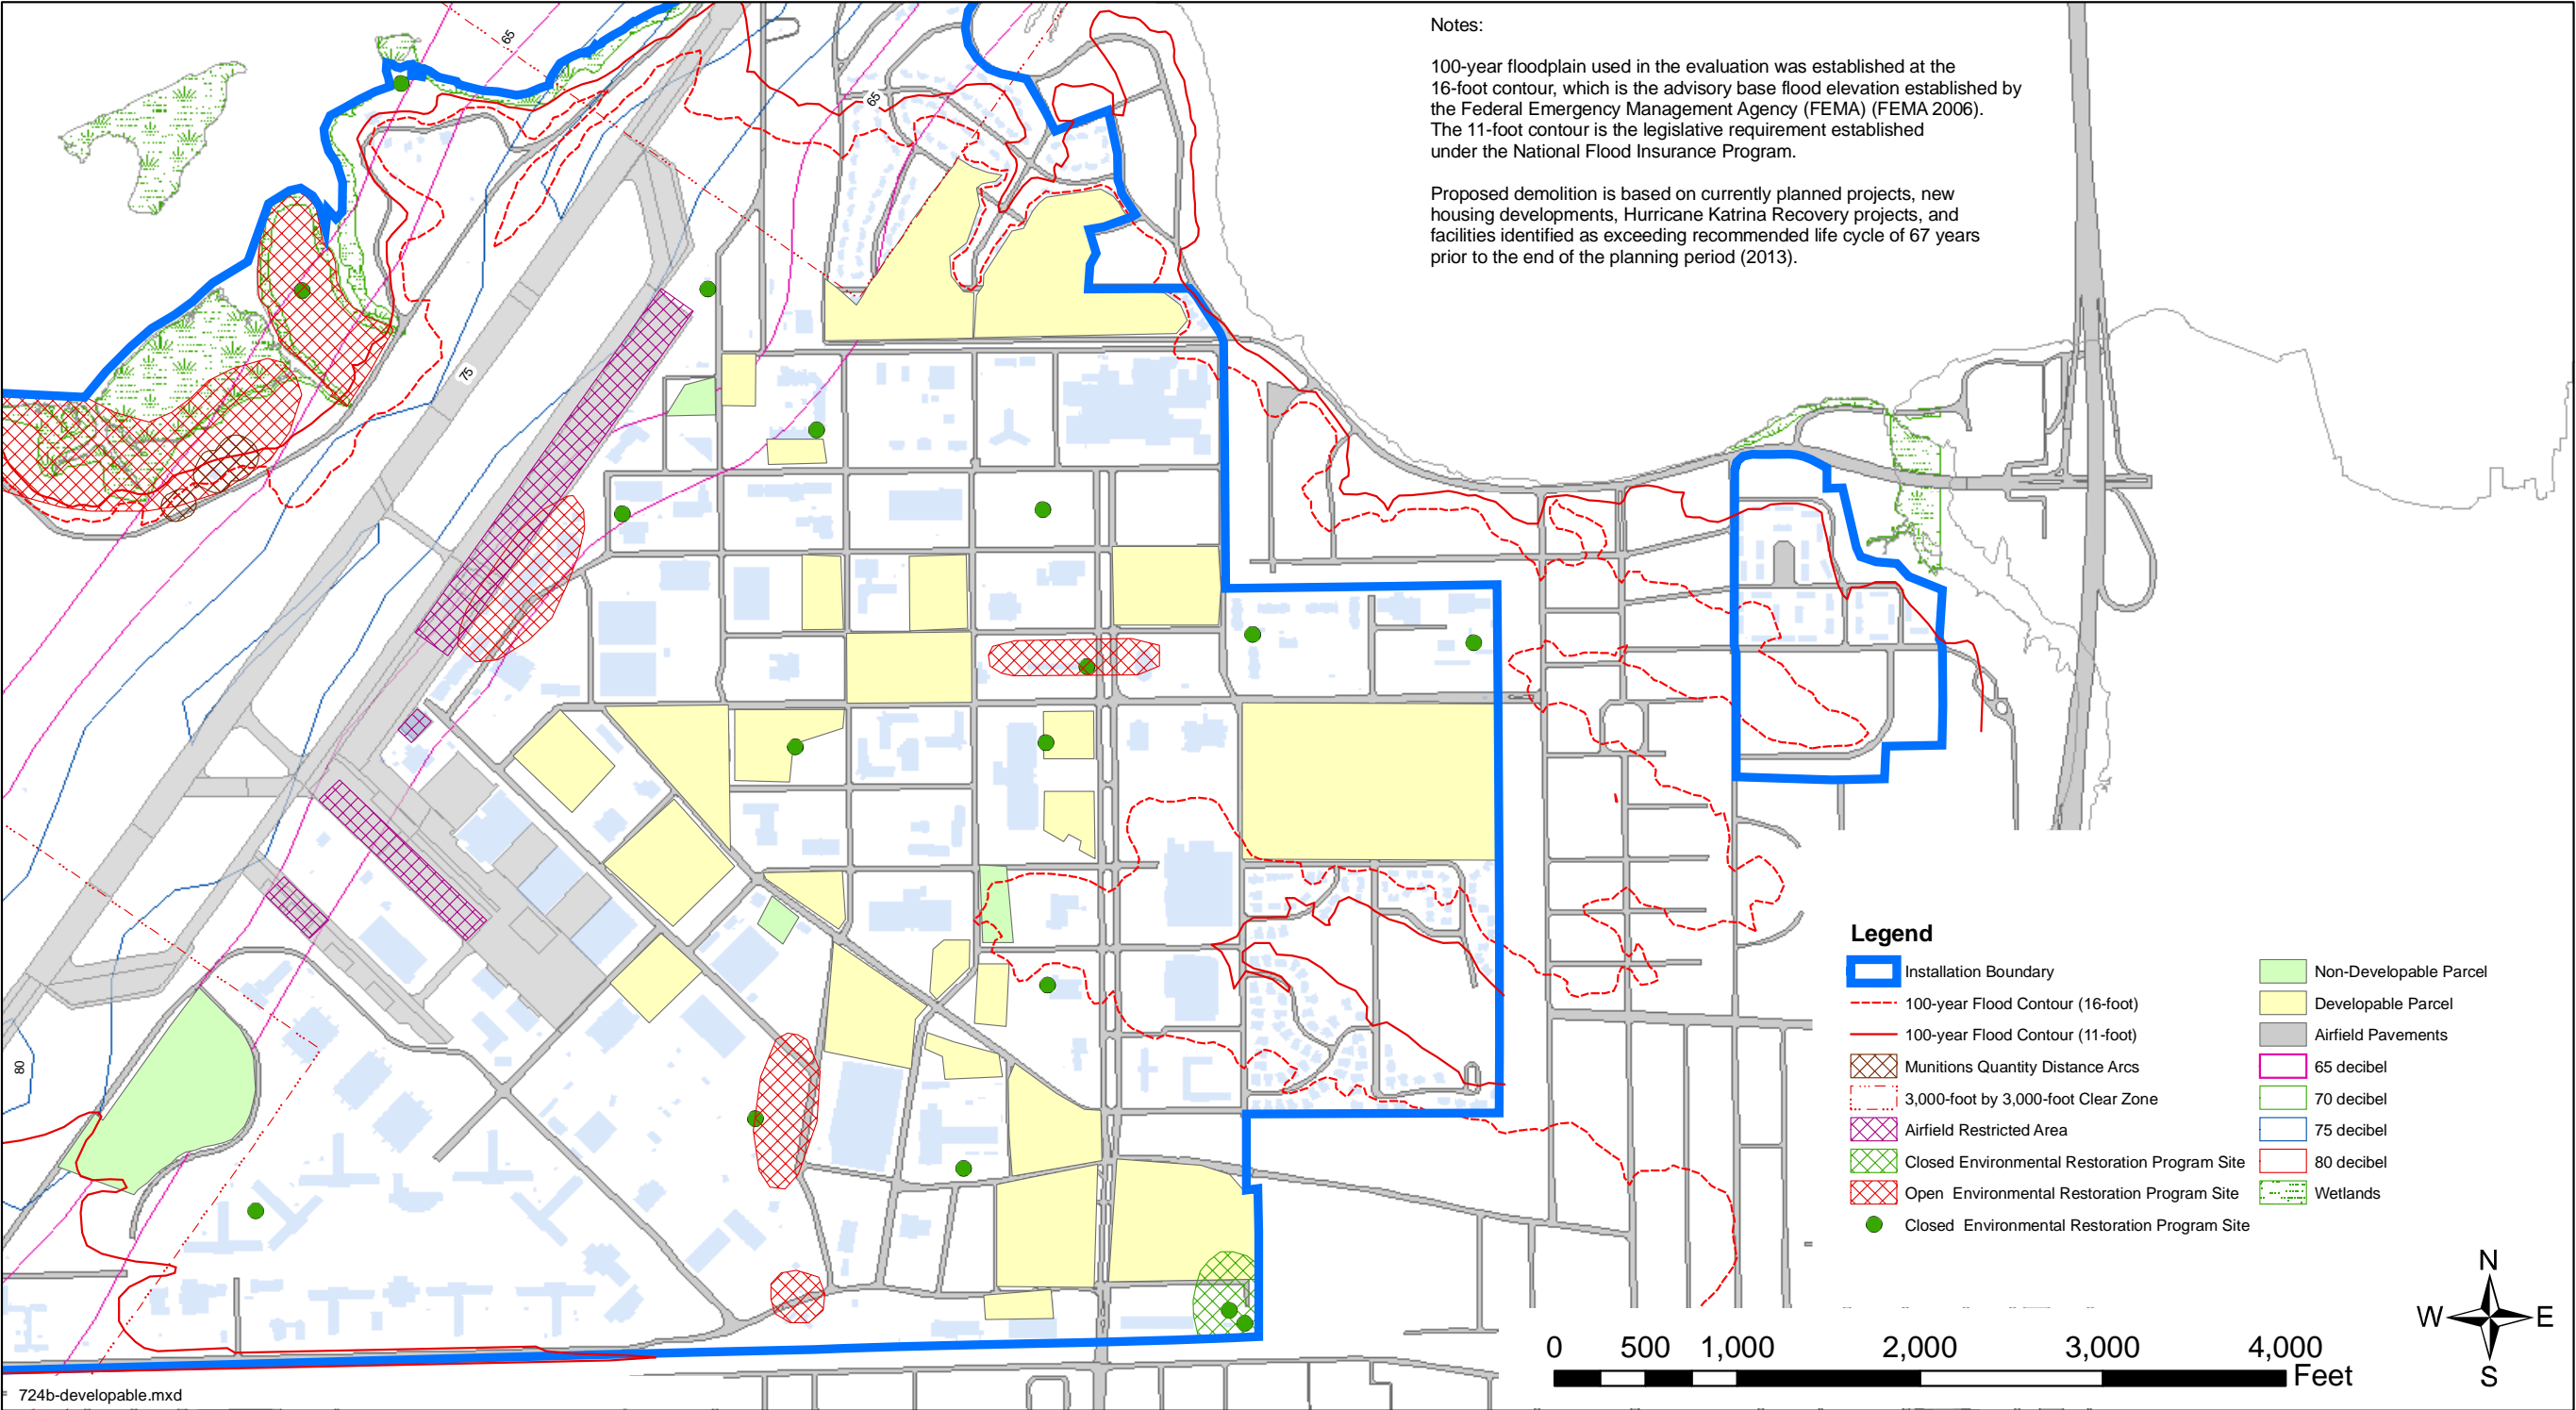 Notes:
100-year floodplain used in the evaluation was established at the
16-foot contour, which is the advisory base flood elevation established by
the Federal Emergency Management Agency (FEMA) (FEMA 2006).
The 11-foot contour is the legislative requirement established
under the National Flood Insurance Program.
Proposed demolition is based on currently planned projects, new
housing developments, Hurricane Katrina Recovery projects, and
facilities identified as exceeding recommended life cycle of 67 years
prior to the end of the planning period (2013).
65
65
75
80
Legend
Installation Boundary
100-year Flood Contour (16-foot)
100-year Flood Contour (11-foot)
Munitions Quantity Distance Arcs
3,000-foot by 3,000-foot Clear Zone
Airfield Restricted Area
Closed Environmental Restoration Program Site
Open Environmental Restoration Program Site
Closed Environmental Restoration Program Site
Non-Developable Parcel
Developable Parcel
Airfield Pavements
65 decibel
70 decibel
75 decibel
80 decibel
Wetlands
N
W E
S
0 500 1,000 2,000 3,000 4,000
Feet
724b-developable.mxd